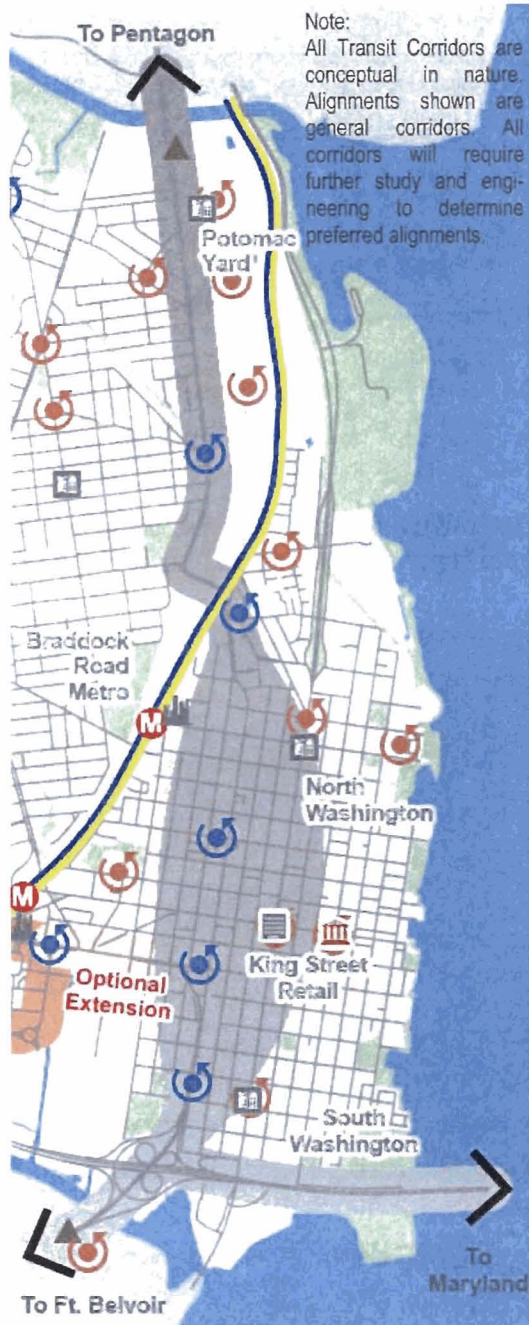 To Pentagon
Note:
All Transit Corridors are
conceptual in nature.
Alignments shown are
general corridors. All
corridors will require
further study and engi-
neering to determine
preferred alignments.
Potomac
Yard
Braddock
Road
Metro
M
North
Washington
M
King Street
Retail
Optional
Extension
South
Washington
To
Maryland
To Ft. Belvoir